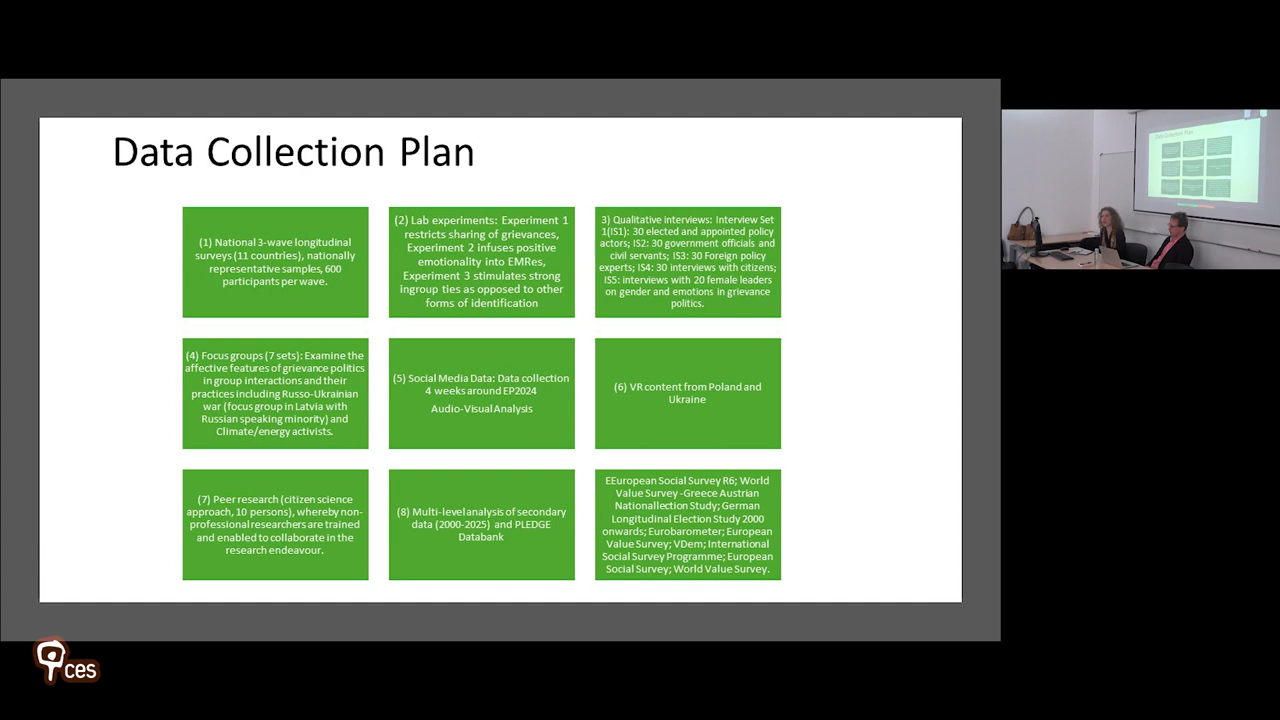 Data Collection Plan
(1) National 3-wave longitudinal
surveys (11 countries), nationally
representative samples, 600
participants per wave.
(2) Lab experiments: Experiment 1
restricts sharing of grievances,
Experiment 2 infuses positive
emotionality into EMRes,
Experiment 3 stimulates strong
ingroup ties as opposed to other
forms of identification
3) Qualitative interviews: Interview Set
1(IS1): 30 elected and appointed policy
actors; IS2: 30 government officials and
civil servants; IS3: 30 Foreign policy
experts; IS4: 30 interviews with citizens;
IS5: interviews with 20 female leaders
on gender and emotions in grievance
politics.
(4) Focus groups (7 sets): Examine the
affective features of grievance politics
in group interactions and their
practices including Russo-Ukrainian
war (focus group in Latvia with
Russian speaking minority) and
Climate/energy activists.
(5) Social Media Data: Data collection
4 weeks around EP2024
Audio-Visual Analysis
(6) VR content from Poland and
Ukraine
(7) Peer research (citizen science
approach, 10 persons), whereby non-
professional researchers are trained
and enabled to collaborate in the
research endeavour.
(8) Multi-level analysis of secondary
data (2000-2025) and PLEDGE
Databank
EEuropean Social Survey R6; World
Value Survey -Greece Austrian
Nationallection Study; German
Longitudinal Election Study 2000
onwards; Eurobarometer; European
Value Survey; VDem; International
Social Survey Programme; European
Social Survey; World Value Survey.
Data Collection Plan
ces